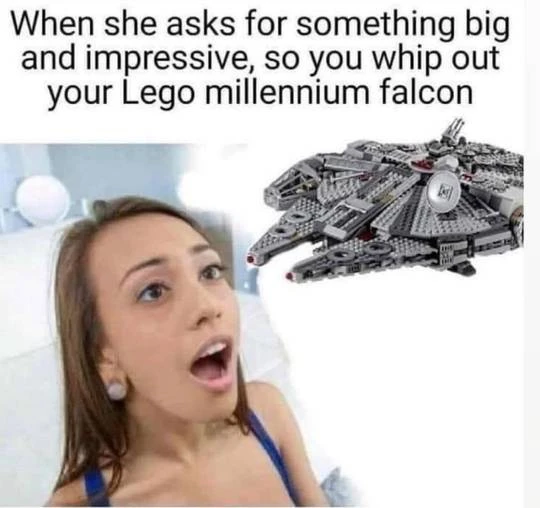 When she asks for something big
and impressive, so you whip out
your Lego millennium falcon